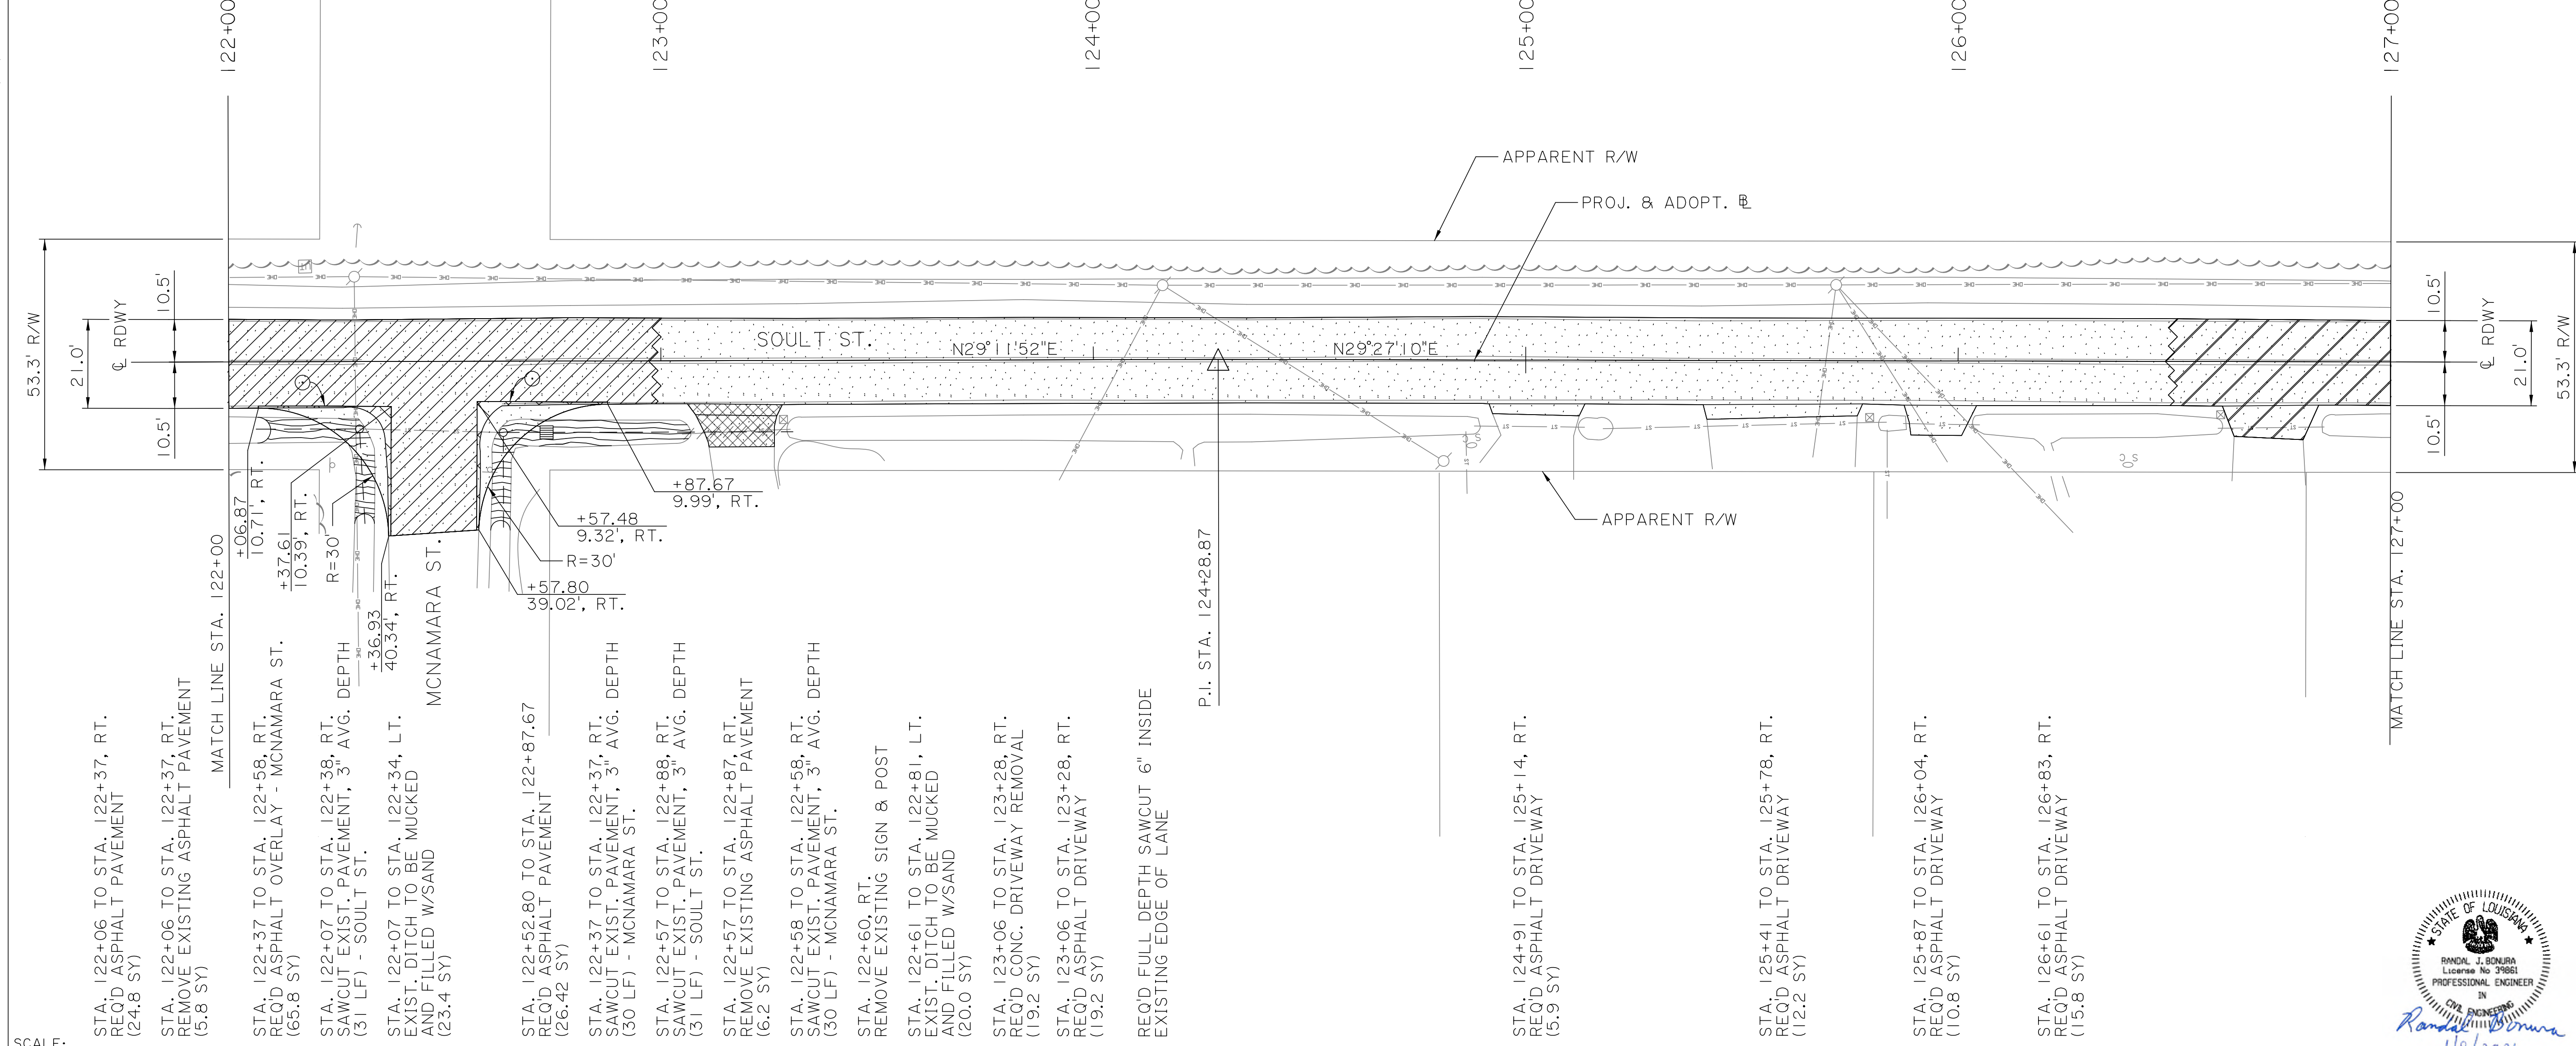 122+00
123+00
124+00
125+00
126+00
127+00
APPARENT R/W
PROJ. & ADOPT. BL
53.3' R/W
21.0'
CL RDWY
10.5'
10.5'
SOULT ST.
N29°11'52"E
N29°27'10"E
10.5'
CL RDWY
21.0'
53.3' R/W
10.5'
+06.87
10.71', RT.
+37.61
10.39', RT.
R=30'
+36.93
40.34', RT.
MCNAMARA ST.
+87.67
9.99', RT.
+57.48
9.32', RT.
R=30'
+57.80
39.02', RT.
APPARENT R/W
MATCH LINE STA. 122+00
P.I. STA. 124+28.87
MATCH LINE STA. 127+00
STA. 122+06 TO STA. 122+37, RT.
REQ'D ASPHALT PAVEMENT
(24.8 SY)
STA. 122+06 TO STA. 122+37, RT.
REMOVE EXISTING ASPHALT PAVEMENT
(5.8 SY)
STA. 122+37 TO STA. 122+58, RT.
REQ'D ASPHALT OVERLAY - MCNAMARA ST.
(65.8 SY)
STA. 122+07 TO STA. 122+38, RT.
SAWCUT EXIST. PAVEMENT, 3" AVG. DEPTH
(31 LF) - SOULT ST.
STA. 122+07 TO STA. 122+34, LT.
EXIST. DITCH TO BE MUCKED
AND FILLED W/SAND
(23.4 SY)
STA. 122+52.80 TO STA. 122+87.67
REQ'D ASPHALT PAVEMENT
(26.42 SY)
STA. 122+37 TO STA. 122+37, RT.
SAWCUT EXIST. PAVEMENT, 3" AVG. DEPTH
(30 LF) - MCNAMARA ST.
STA. 122+57 TO STA. 122+88, RT.
SAWCUT EXIST. PAVEMENT, 3" AVG. DEPTH
(31 LF) - SOULT ST.
STA. 122+57 TO STA. 122+87, RT.
REMOVE EXISTING ASPHALT PAVEMENT
(6.2 SY)
STA. 122+58 TO STA. 122+58, RT.
SAWCUT EXIST. PAVEMENT, 3" AVG. DEPTH
(30 LF) - MCNAMARA ST.
STA. 122+60, RT.
REMOVE EXISTING SIGN & POST
STA. 122+61 TO STA. 122+81, LT.
EXIST. DITCH TO BE MUCKED
AND FILLED W/SAND
(20.0 SY)
STA. 123+06 TO STA. 123+28, RT.
REQ'D CONC. DRIVEWAY REMOVAL
(19.2 SY)
STA. 123+06 TO STA. 123+28, RT.
REQ'D ASPHALT DRIVEWAY
(19.2 SY)
REQ'D FULL DEPTH SAWCUT 6" INSIDE
EXISTING EDGE OF LANE
STA. 124+91 TO STA. 125+14, RT.
REQ'D ASPHALT DRIVEWAY
(5.9 SY)
STA. 125+41 TO STA. 125+78, RT.
REQ'D ASPHALT DRIVEWAY
(12.2 SY)
STA. 125+87 TO STA. 126+04, RT.
REQ'D ASPHALT DRIVEWAY
(10.8 SY)
STA. 126+61 TO STA. 126+83, RT.
REQ'D ASPHALT DRIVEWAY
(15.8 SY)
STATE OF LOUISIANA
RANDAL J. BONURA
License No 39861
PROFESSIONAL ENGINEER
IN
CIVIL ENGINEERING
Randal Bonura
SCALE: